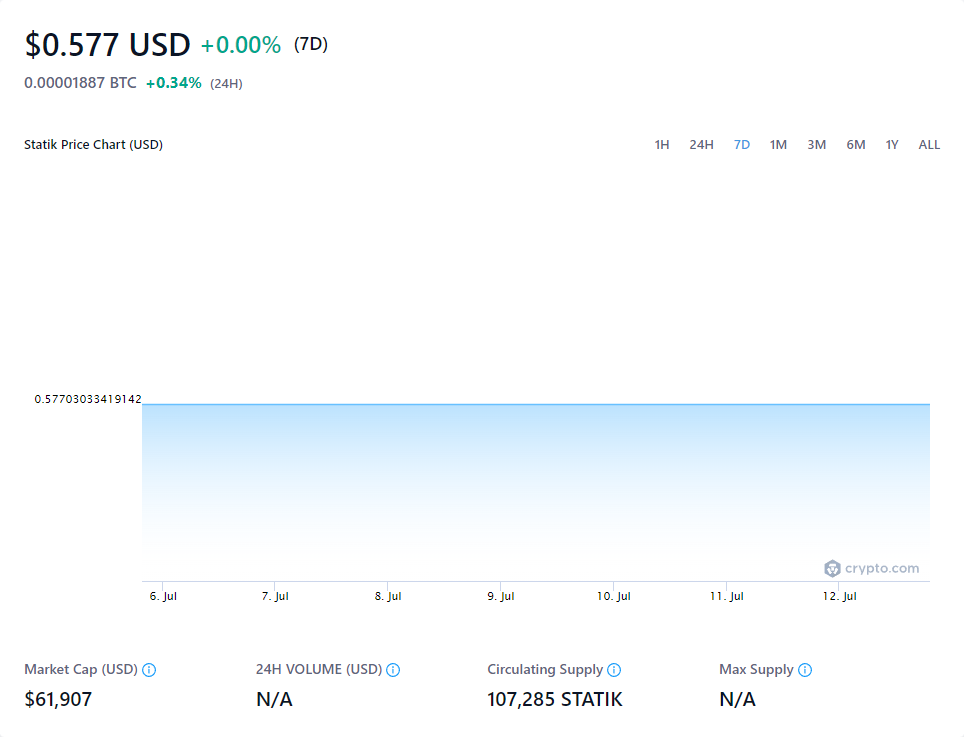 $0.577 USD +0.00% (7D)
0.00001887 BTC +0.34% (24H)
Statik Price Chart (USD) 1H 24H 7D 1M 3M 6M 1Y ALL
0.57703033419142
crypto.com
6. Jul 7. Jul 8. Jul 9. Jul 10. Jul 11. Jul 12. Jul
Market Cap (USD) 24H VOLUME (USD) Circulating Supply Max Supply
$61,907 N/A 107,285 STATIK N/A